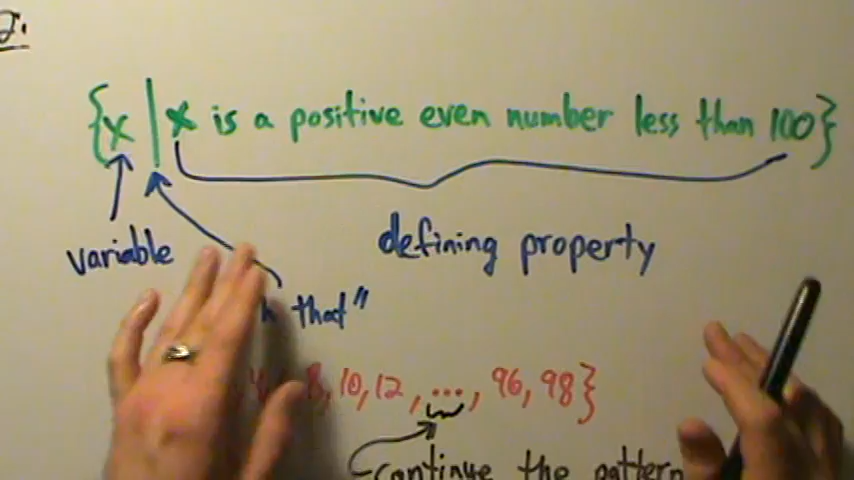 2.
{x | x is a positive even number less than 100}
variable
defining property
that"
8, 10, 12, ..., 96, 98}
continue the pattern